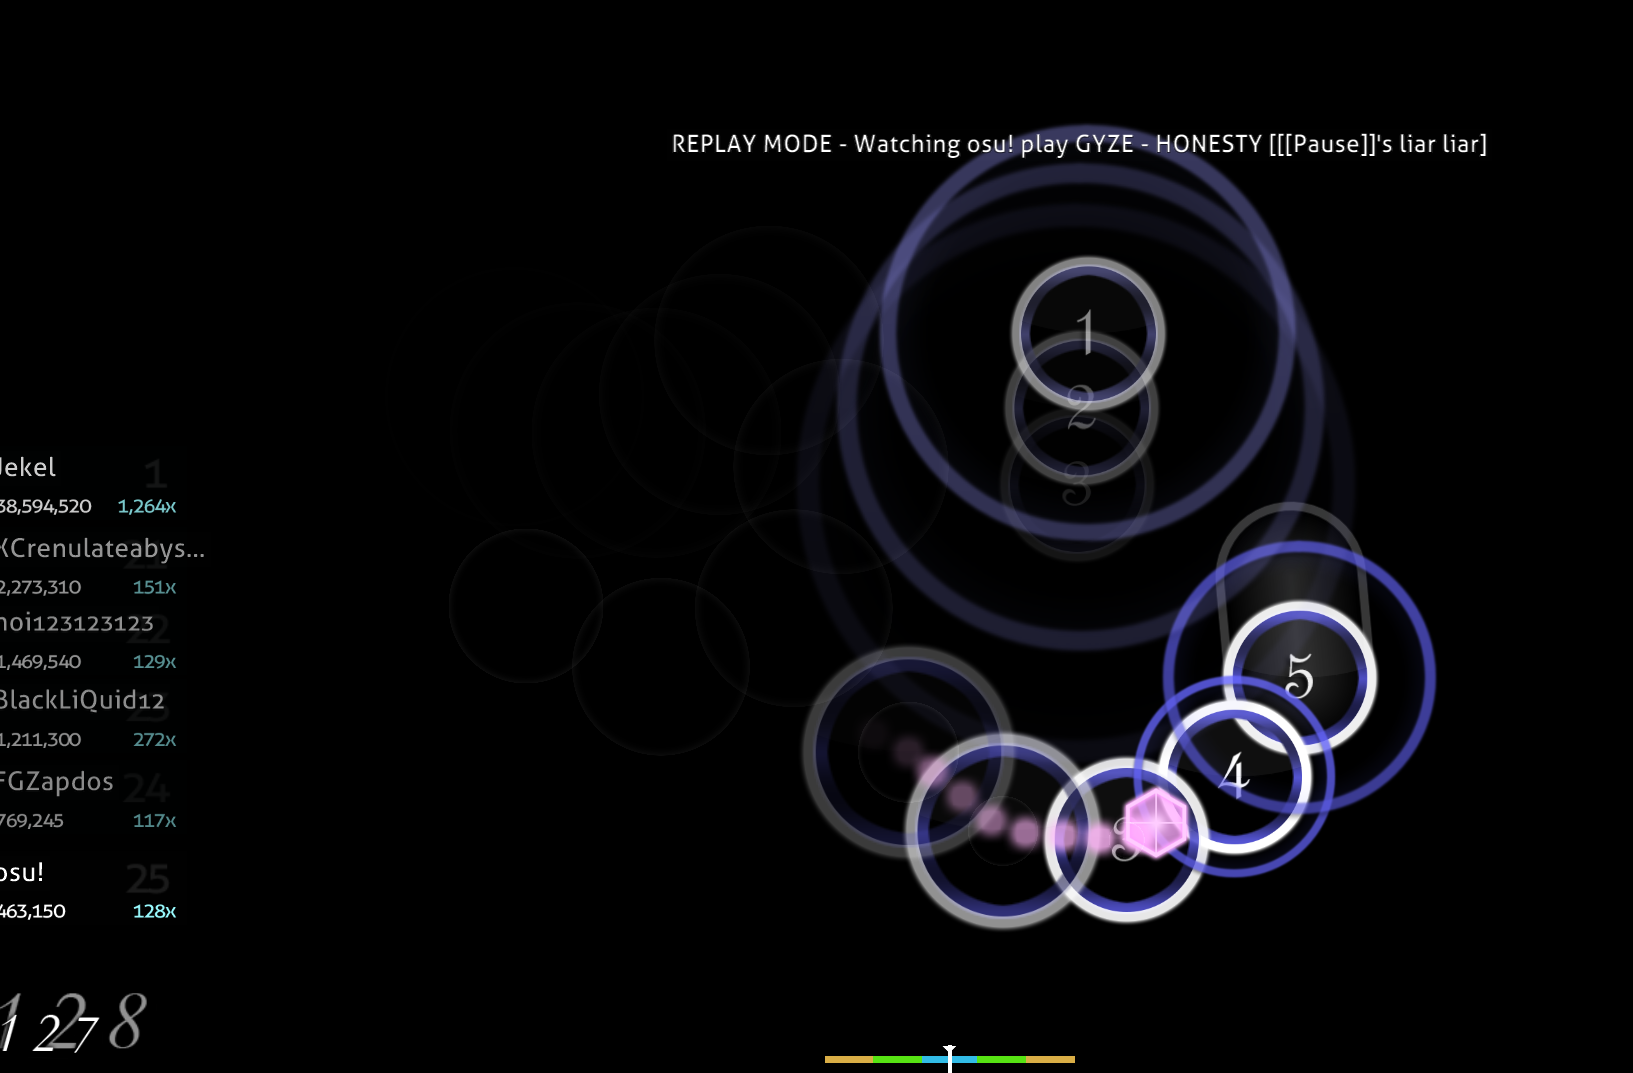 REPLAY MODE - Watching osu! play GYZE - HONESTY [[[Pause]]'s liar liar]
1
2
3
Jekel 1
38,594,520 1,264x
XCrenulateabys... 21
2,273,310 151x
noi123123123 22
1,469,540 129x
BlackLiQuid12 23
1,211,300 272x
FGZapdos 24
769,245 117x
osu! 25
463,150 128x
5
4
3
128
127